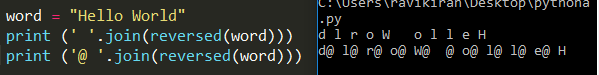 word = "Hello World"
print (' '.join(reversed(word)))
print ('@ '.join(reversed(word)))
C:\Users\ravikiran\Desktop\pythona
.py
d l r o W   o l l e H
d@ l@ r@ o@ W@  @ o@ l@ l@ e@ H